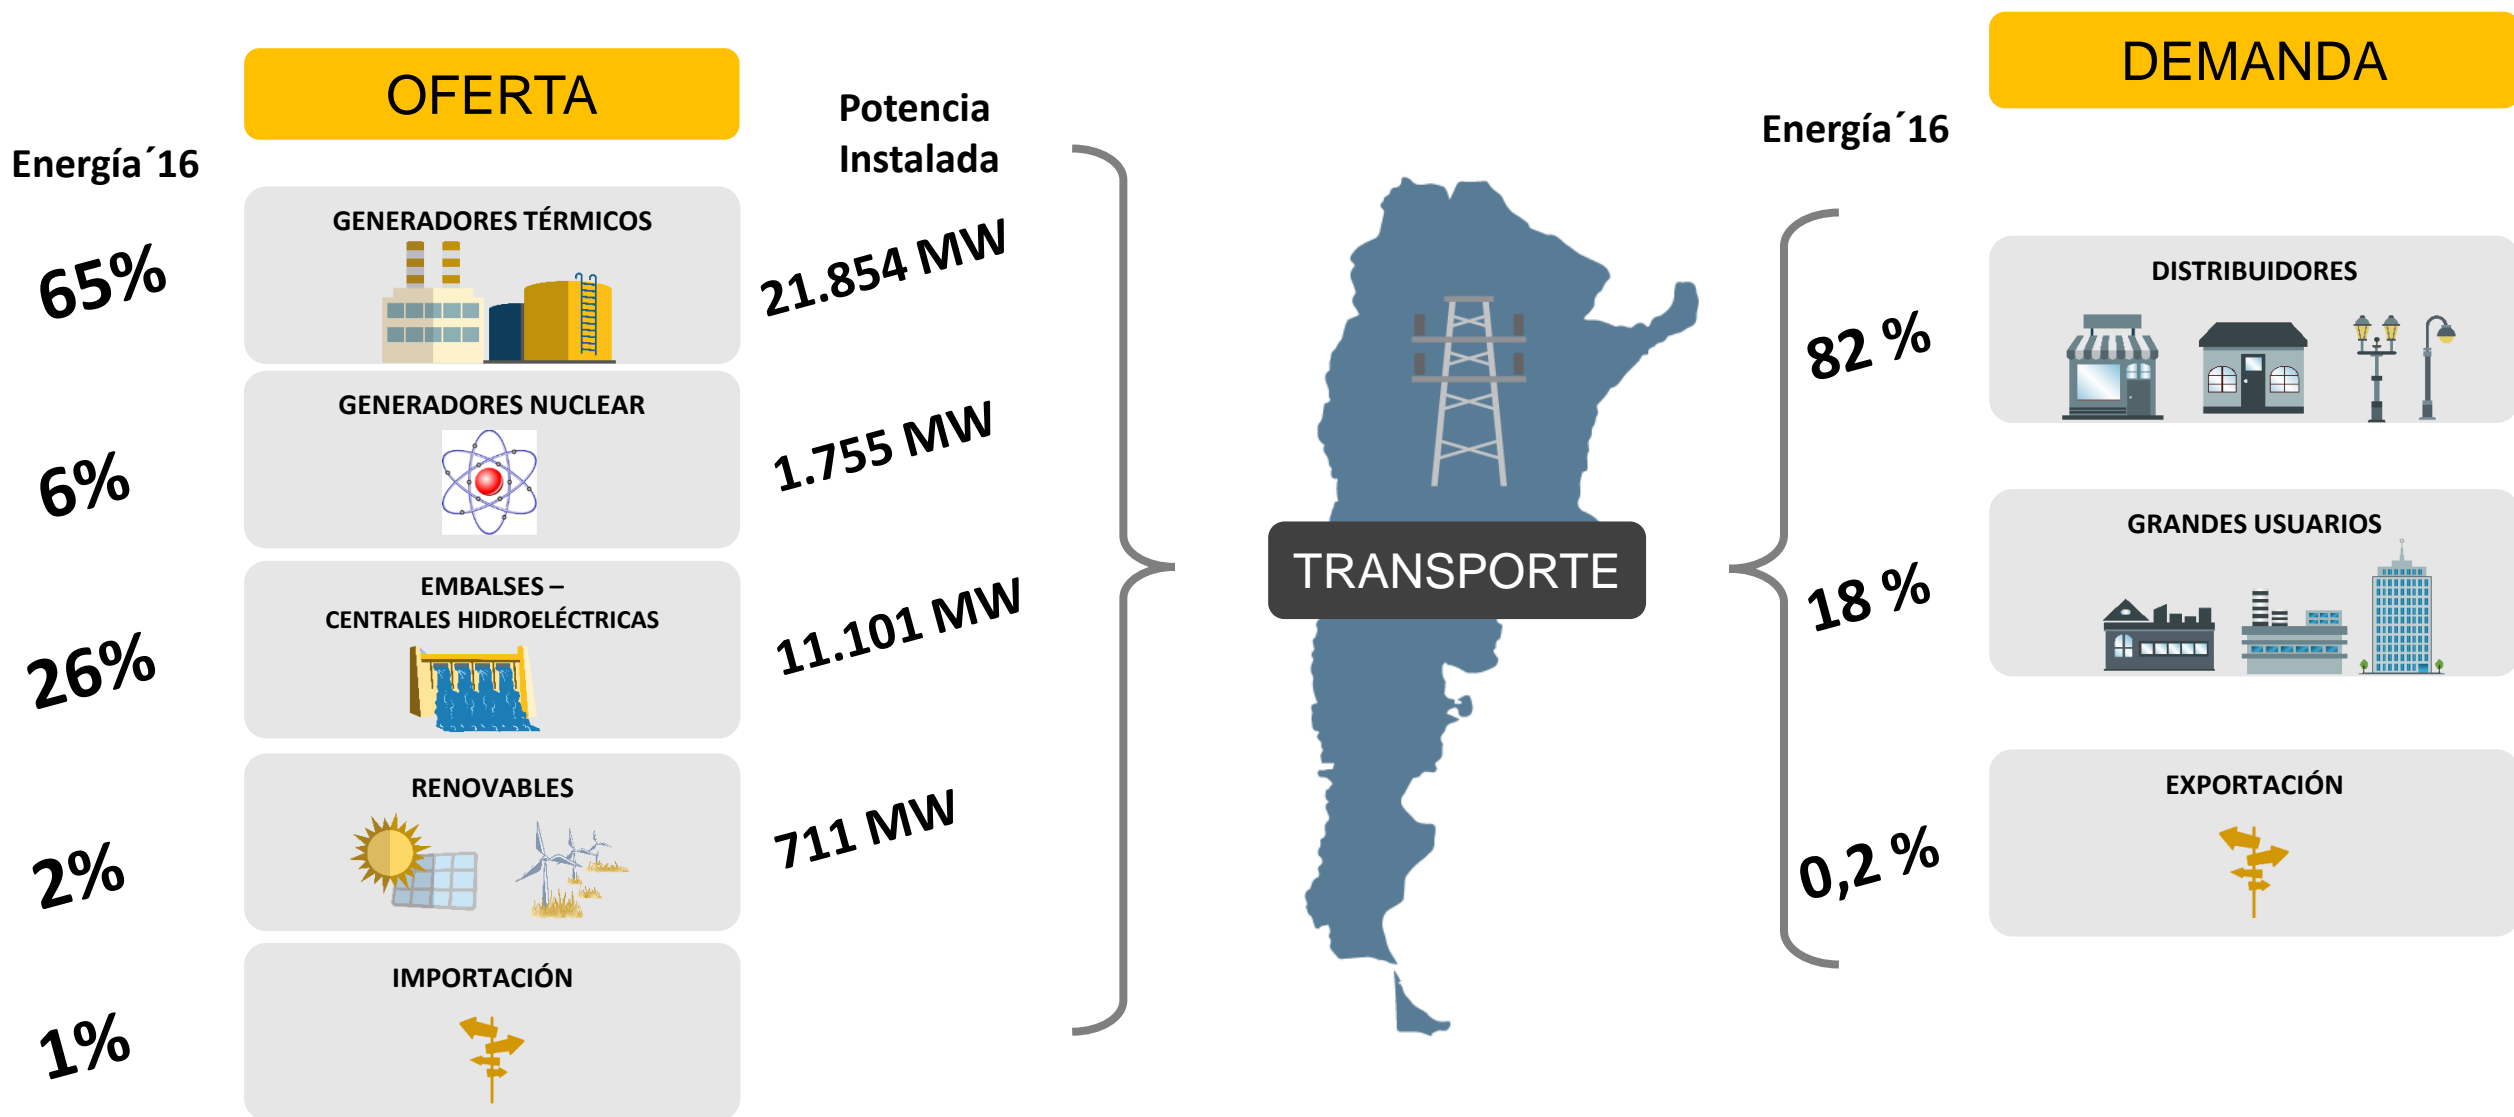 OFERTA
Energía´16
Potencia
Instalada
GENERADORES TÉRMICOS
65%
21.854 MW
GENERADORES NUCLEAR
6%
1.755 MW
EMBALSES –
CENTRALES HIDROELÉCTRICAS
26%
11.101 MW
RENOVABLES
2%
711 MW
IMPORTACIÓN
1%
TRANSPORTE
DEMANDA
Energía´16
DISTRIBUIDORES
82 %
GRANDES USUARIOS
18 %
EXPORTACIÓN
0,2 %